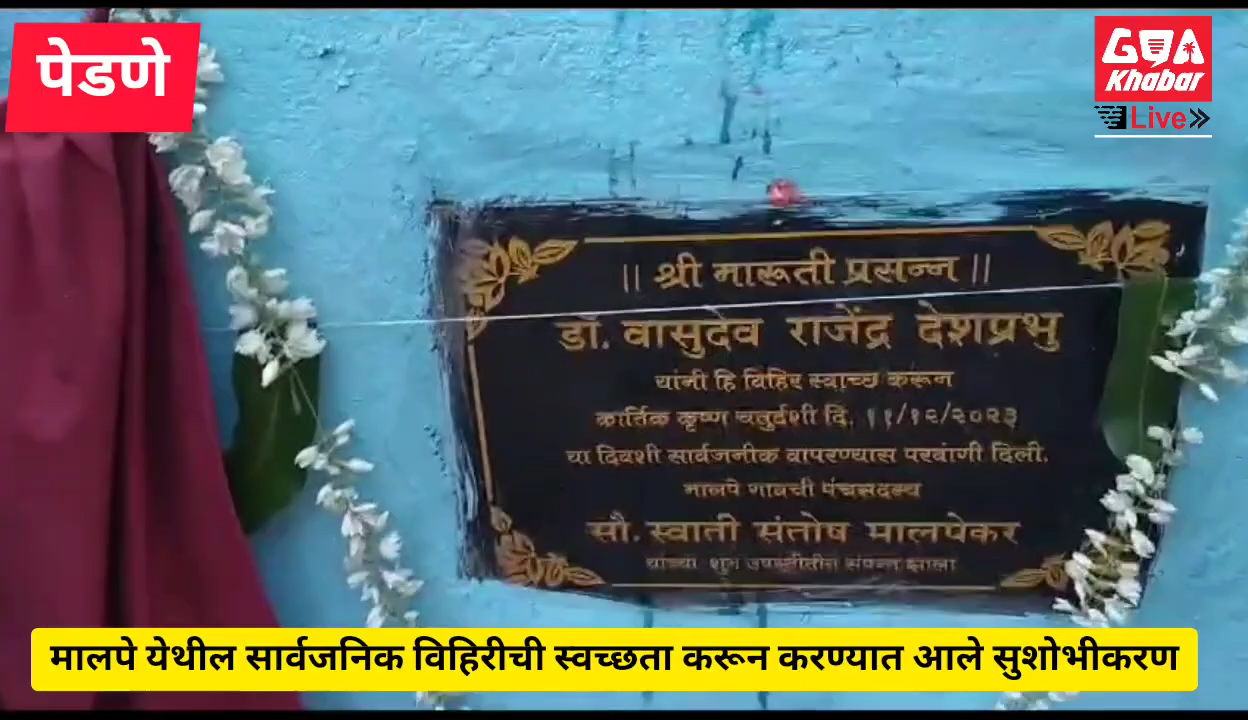 पेडणे
GOA
Khabar
Live
|| श्री मारूती प्रसन्न ||
डॉ. वासुदेव राजेंद्र देशप्रभु
यांनी हि विहिर स्वाच्छ करून
कार्तिक कृष्ण चतुर्दशी दि. ११/१२/२०२३
या दिवशी सार्वजनीक वापरण्यास परवांगी दिली.
मालपे गावची पंचसदस्य
सौ. स्वाती संतोष मालपेकर
यांच्या शुभ उपस्तीतीत संपन्न झाला
मालपे येथील सार्वजनिक विहिरीची स्वच्छता करून करण्यात आले सुशोभीकरण